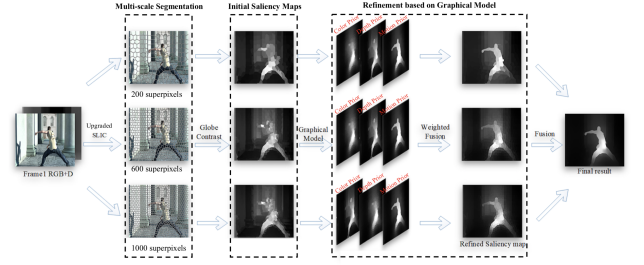 Multi-scale Segmentation
Initial Saliency Maps
Refinement based on Graphical Model
Color Prior
Depth Prior
Motion Prior
200 superpixels
Upgraded
SLIC
Globe
Contrast
Graphical
Model
Color Prior
Depth Prior
Motion Prior
Weighted
Fusion
Fusion
Frame1 RGB+D
600 superpixels
Final result
Color Prior
Depth Prior
Motion Prior
1000 superpixels
Refined Saliency map